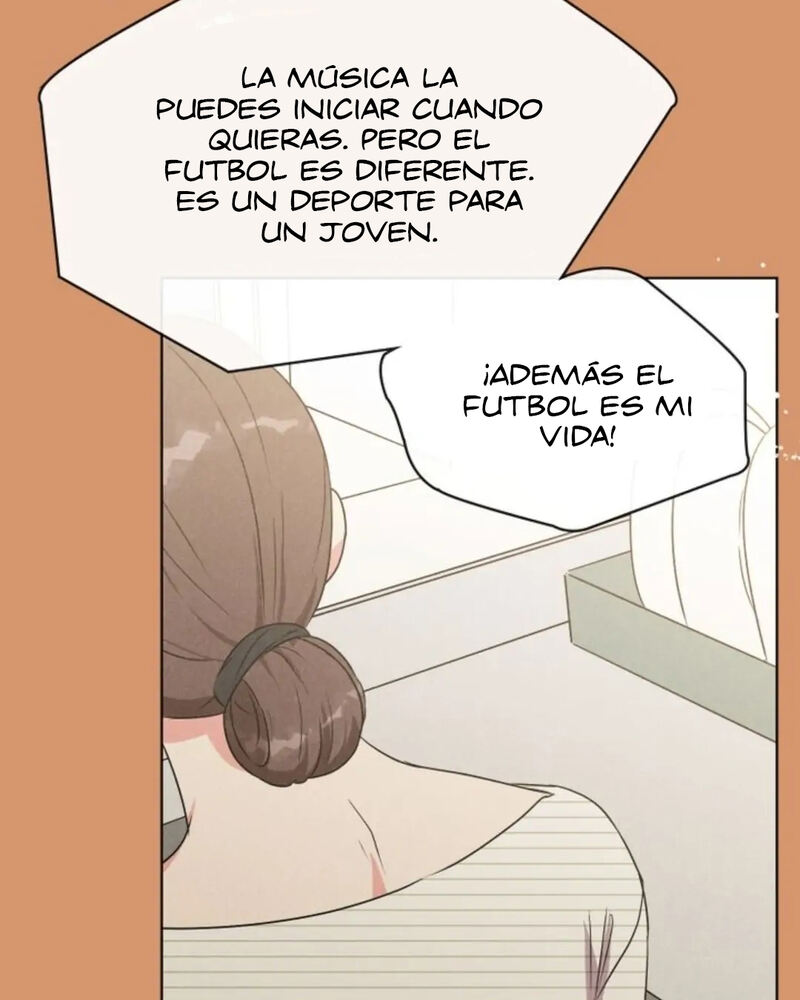 LA MÚSICA LA
PUEDES INICIAR CUANDO
QUIERAS. PERO EL
FUTBOL ES DIFERENTE.
ES UN DEPORTE PARA
UN JOVEN.
¡ADEMÁS EL
FUTBOL ES MI
VIDA!